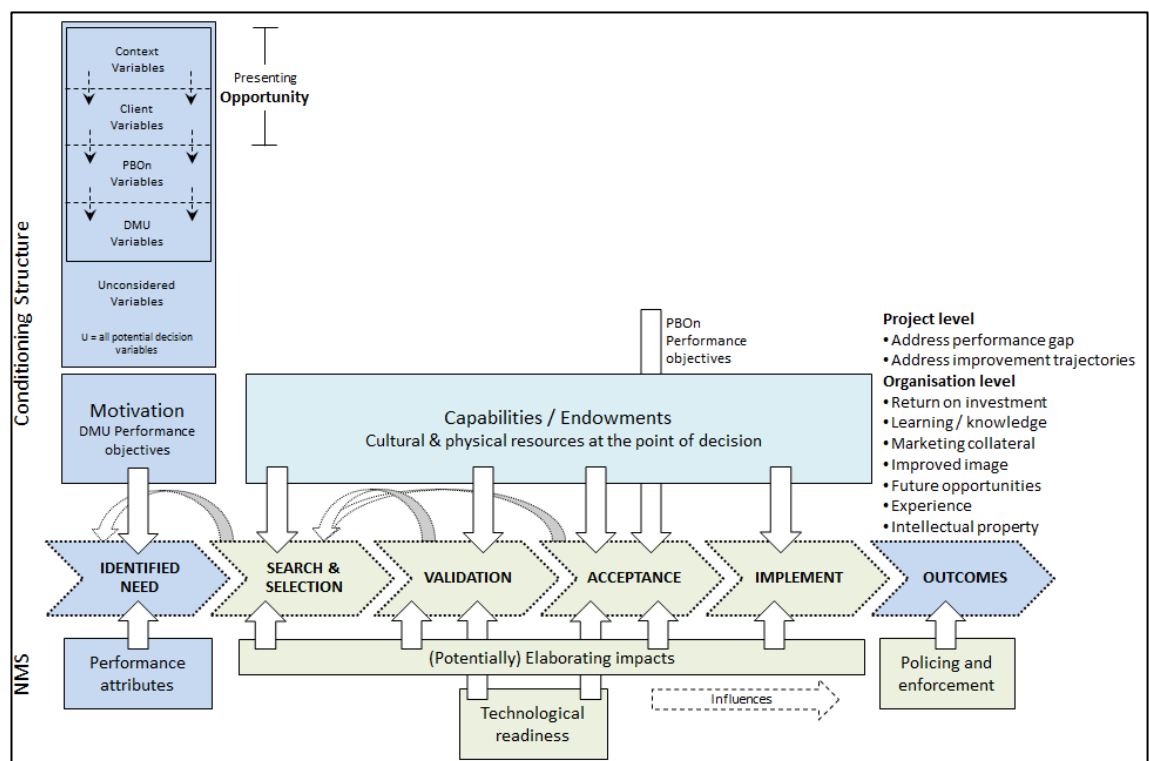 Context
Variables
Client
Variables
PBOn
Variables
DMU
Variables
Unconsidered
Variables
U = all potential decision
variables
Presenting
Opportunity
Conditioning Structure
Motivation
DMU Performance
objectives
Capabilities / Endowments
Cultural & physical resources at the point of decision
PBOn
Performance
objectives
Project level
• Address performance gap
• Address improvement trajectories
Organisation level
• Return on investment
• Learning / knowledge
• Marketing collateral
• Improved image
• Future opportunities
• Experience
• Intellectual property
IDENTIFIED
NEED
SEARCH &
SELECTION
VALIDATION
ACCEPTANCE
IMPLEMENT
OUTCOMES
NMS
Performance
attributes
(Potentially) Elaborating impacts
Technological
readiness
Influences
Policing and
enforcement